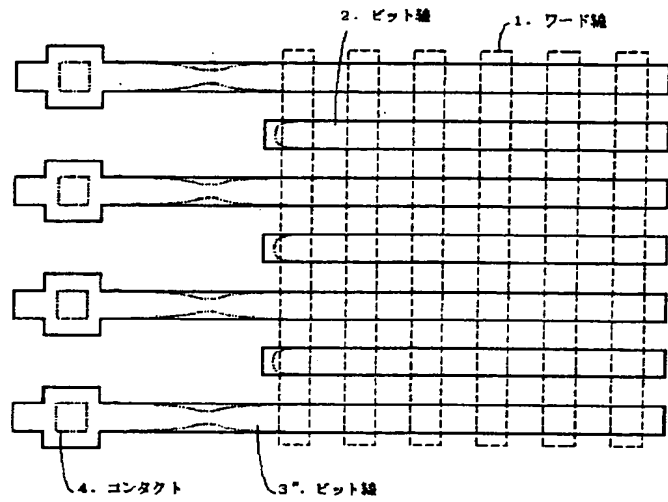 2. ビット線
1. ワード線
4. コンタクト
3". ビット線